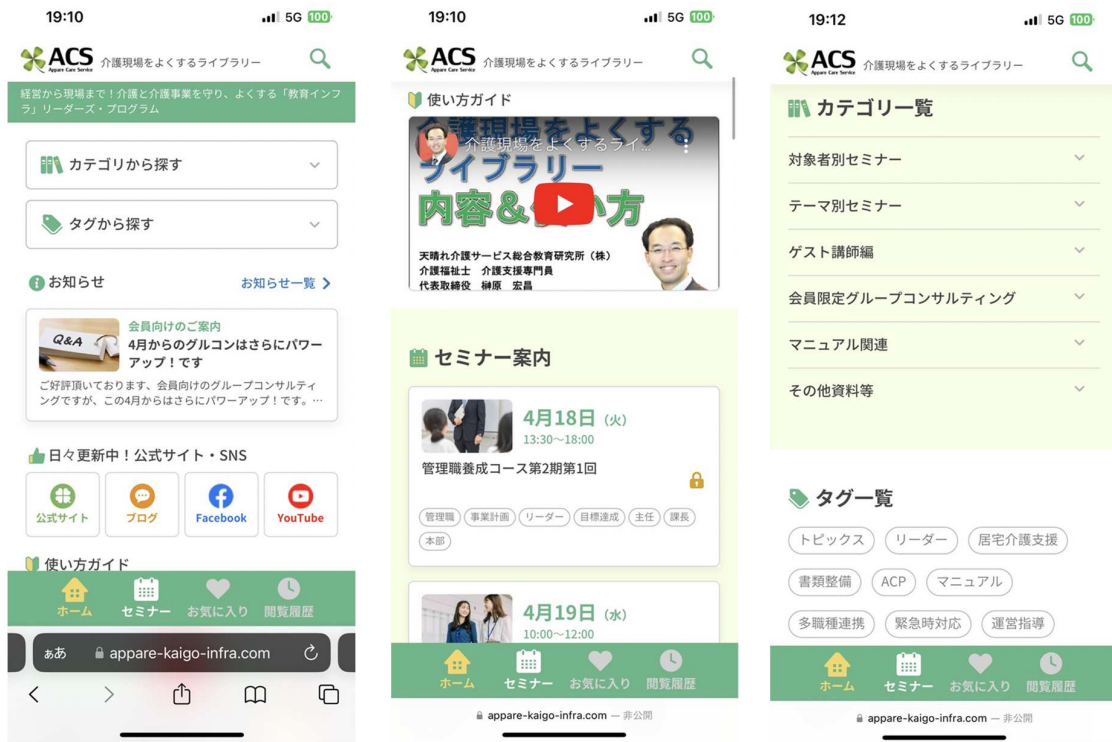 19:10
5G 100
ACS
Appare Care Service
介護現場をよくするライブラリー
経営から現場まで！介護と介護事業を守り、よくする「教育インフ
ラ」リーダーズ・プログラム
カテゴリから探す
タグから探す
お知らせ
お知らせ一覧
Q&A
会員向けのご案内
4月からのグルコンはさらにパワー
アップ！です
ご好評頂いております、会員向けのグループコンサルティ
ングですが、この4月からはさらにパワーアップ！です。…
日々更新中！公式サイト・SNS
公式サイト
ブログ
Facebook
YouTube
使い方ガイド
ホーム
セミナー
お気に入り
閲覧履歴
ぁあ
appare-kaigo-infra.com
19:10
5G 100
ACS
Appare Care Service
介護現場をよくするライブラリー
使い方ガイド
介護現場をよくする
介護現場をよくするライ...
ライブラリー
内容＆使い方
天晴れ介護サービス総合教育研究所（株）
介護福祉士　介護支援専門員
代表取締役　榊原　宏昌
セミナー案内
4月18日（火）
13:30～18:00
管理職養成コース第2期第1回
管理職
事業計画
リーダー
目標達成
主任
課長
本部
4月19日（水）
10:00～12:00
ホーム
セミナー
お気に入り
閲覧履歴
appare-kaigo-infra.com — 非公開
19:12
5G 100
ACS
Appare Care Service
介護現場をよくするライブラリー
カテゴリ一覧
対象者別セミナー
テーマ別セミナー
ゲスト講師編
会員限定グループコンサルティング
マニュアル関連
その他資料等
タグ一覧
トピックス
リーダー
居宅介護支援
書類整備
ACP
マニュアル
多職種連携
緊急時対応
運営指導
ホーム
セミナー
お気に入り
閲覧履歴
appare-kaigo-infra.com — 非公開